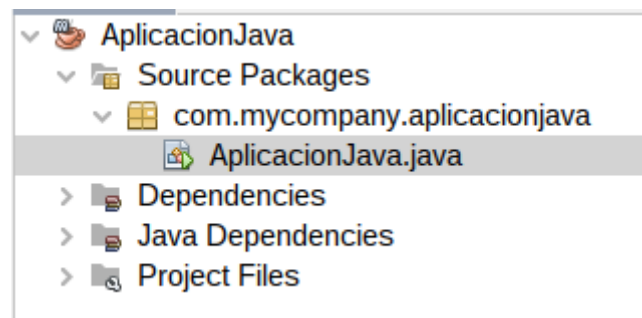 AplicacionJava
Source Packages
com.mycompany.aplicacionjava
AplicacionJava.java
Dependencies
Java Dependencies
Project Files